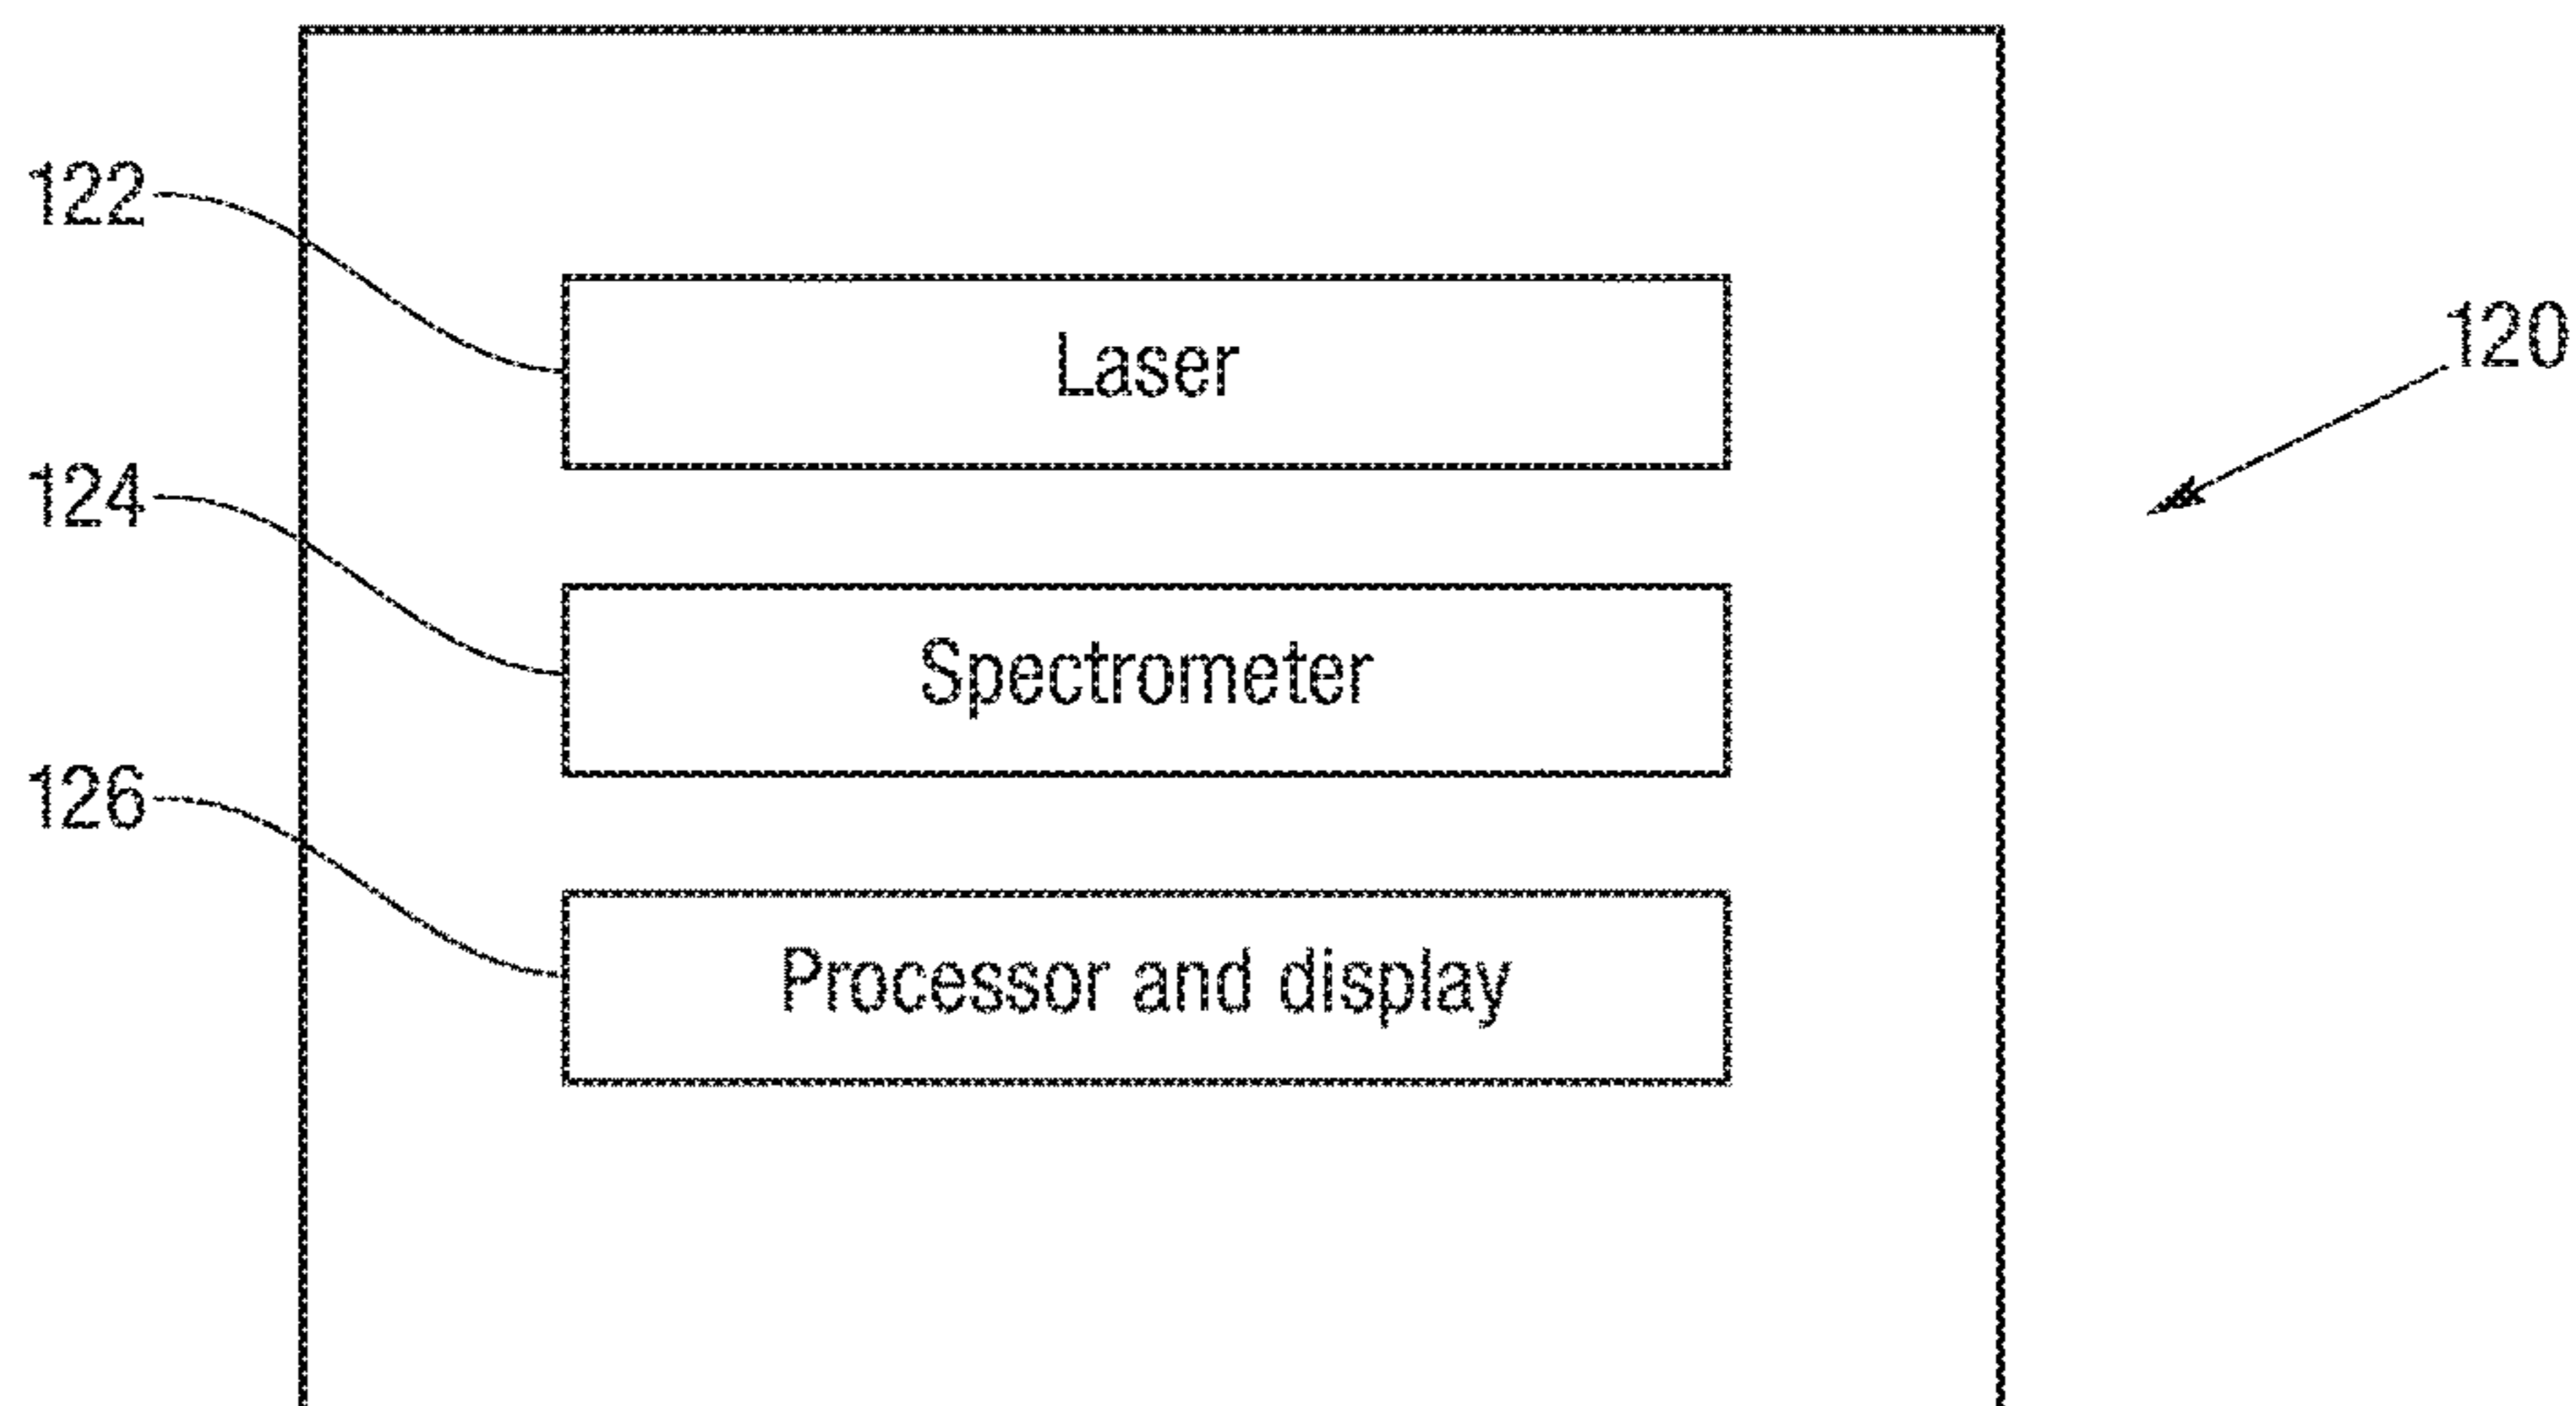 122
Laser
120
124
Spectrometer
126
Processor and display